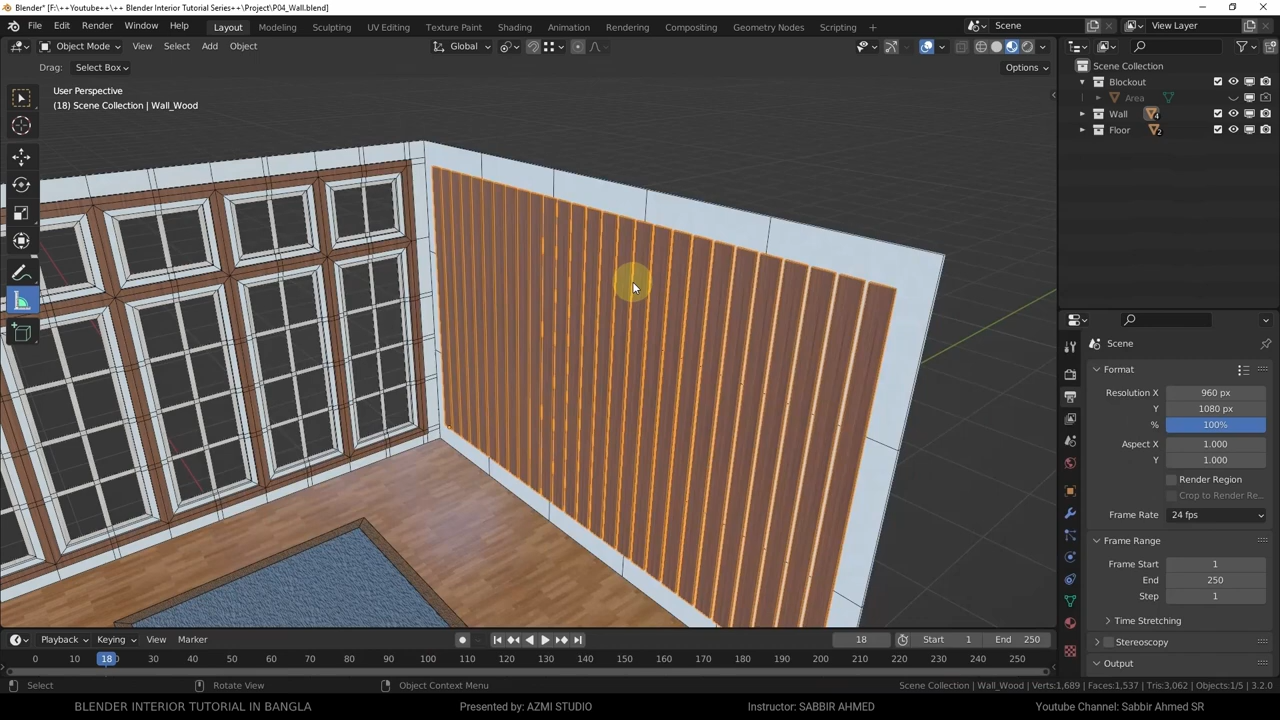 Blender* [F:\++Youtube\++ Blender Interior Tutorial Series++\Project\P04_Wall.blend]
File Edit Render Window Help Layout Modeling Sculpting UV Editing Texture Paint Shading Animation Rendering Compositing Geometry Nodes Scripting Scene View Layer
Object Mode View Select Add Object Global
Drag: Select Box Options
User Perspective
(18) Scene Collection | Wall_Wood
Scene Collection
Blockout
Area
Wall 4
Floor 2
Scene
Format
Resolution X 960 px
Y 1080 px
% 100%
Aspect X 1.000
Y 1.000
Render Region
Crop to Render Re...
Frame Rate 24 fps
Frame Range
Frame Start 1
End 250
Step 1
Time Stretching
Stereoscopy
Output
Playback Keying View Marker 18 Start 1 End 250
0 10 18 30 40 50 60 70 80 90 100 110 120 130 140 150 160 170 180 190 200 210 220 230 240 250
Select Rotate View Object Context Menu Scene Collection | Wall_Wood | Verts:1,689 | Faces:1,537 | Tris:3,062 | Objects:1/5 | 3.2.0
BLENDER INTERIOR TUTORIAL IN BANGLA Presented by: AZMI STUDIO Instructor: SABBIR AHMED Youtube Channel: Sabbir Ahmed SR